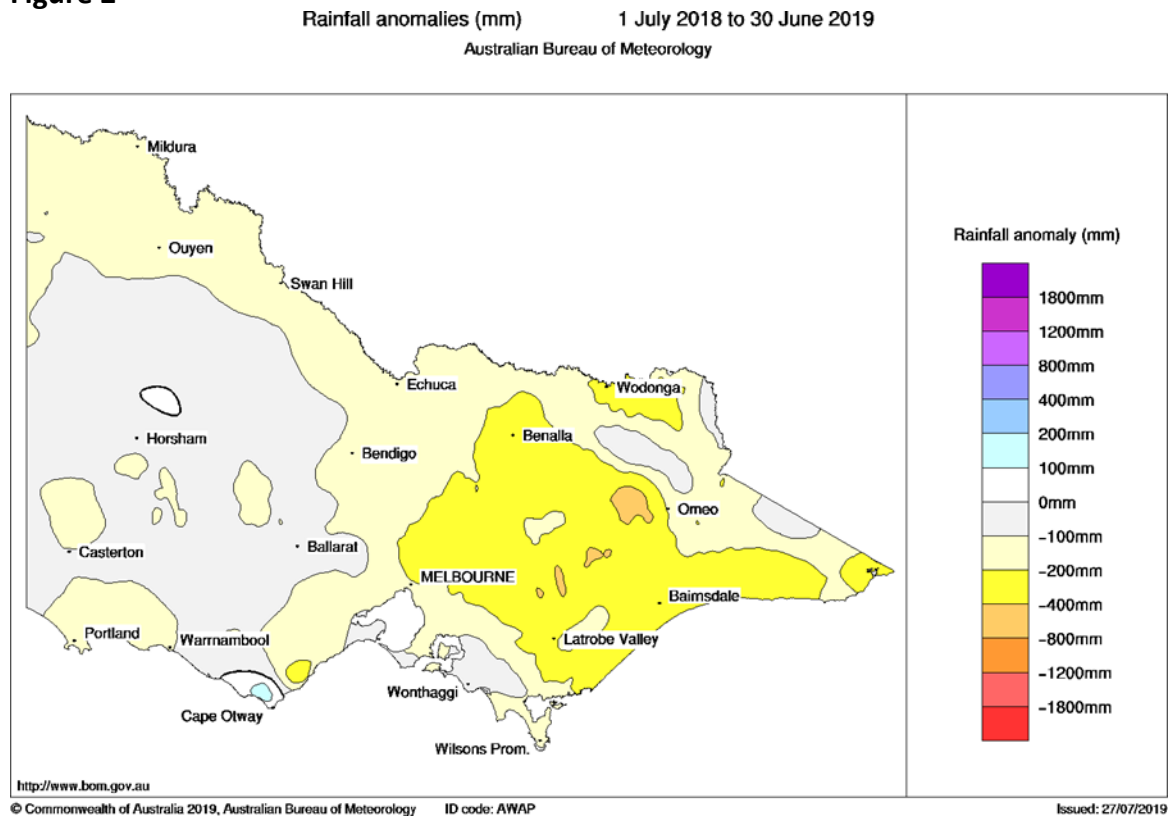 Figure 2
Rainfall anomalies (mm) 1 July 2018 to 30 June 2019
Australian Bureau of Meteorology
Mildura
Ouyen
Swan Hill
Echuca
Wodonga
Benalla
Horsham
Bendigo
Omeo
Casterton
Ballarat
MELBOURNE
Bairnsdale
Portland
Warrnambool
Latrobe Valley
Wonthaggi
Cape Otway
Wilsons Prom.
Rainfall anomaly (mm)
1800mm
1200mm
800mm
400mm
200mm
100mm
0mm
-100mm
-200mm
-400mm
-800mm
-1200mm
-1800mm
http://www.bom.gov.au
© Commonwealth of Australia 2019, Australian Bureau of Meteorology ID code: AWAP Issued: 27/07/2019